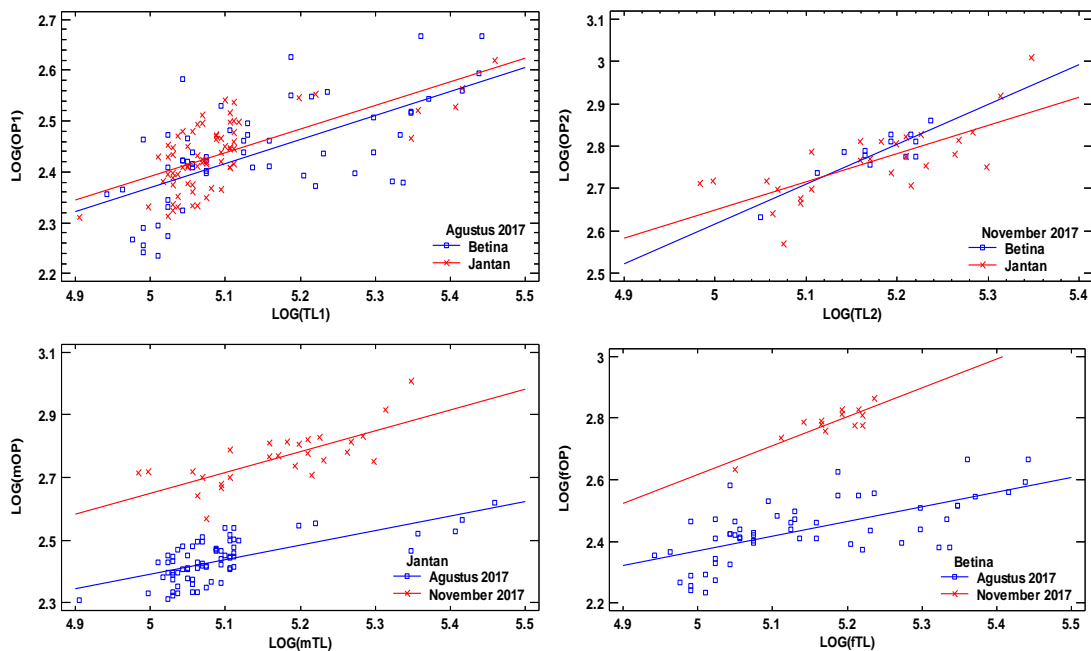 LOG(OP1)
2.7
2.6
2.5
2.4
2.3
2.2
4.9 5 5.1 5.2 5.3 5.4 5.5
LOG(TL1)
Agustus 2017
Betina
Jantan
LOG(OP2)
3.1
3
2.9
2.8
2.7
2.6
2.5
4.9 5 5.1 5.2 5.3 5.4
LOG(TL2)
November 2017
Betina
Jantan
LOG(mOP)
3.1
2.9
2.7
2.5
2.3
4.9 5 5.1 5.2 5.3 5.4 5.5
LOG(mTL)
Jantan
Agustus 2017
November 2017
LOG(fOP)
3
2.8
2.6
2.4
2.2
4.9 5 5.1 5.2 5.3 5.4 5.5
LOG(fTL)
Betina
Agustus 2017
November 2017